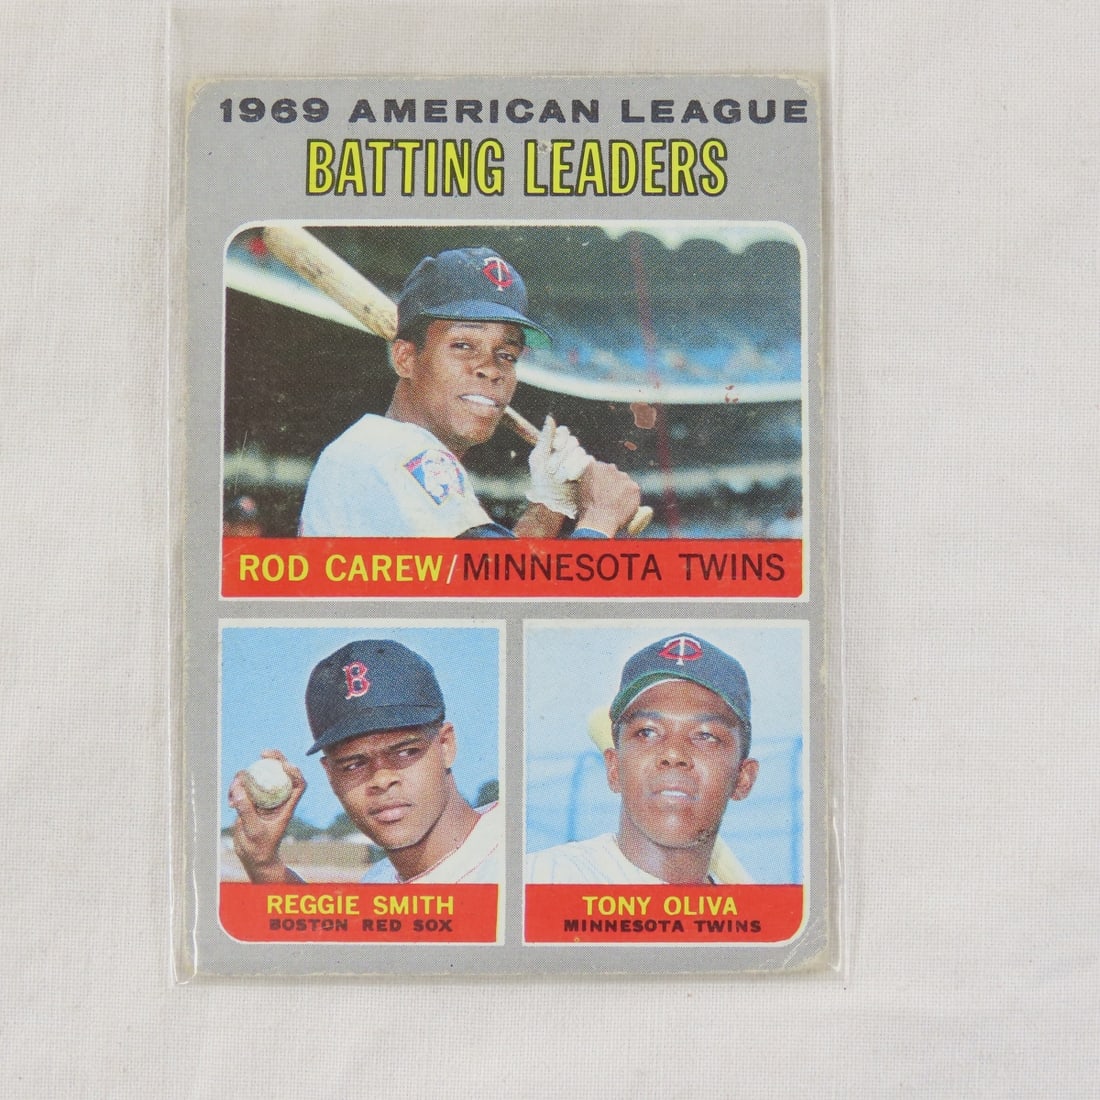 1969 AMERICAN LEAGUE
BATTING LEADERS
ROD CAREW/MINNESOTA TWINS
REGGIE SMITH
BOSTON RED SOX
TONY OLIVA
MINNESOTA TWINS